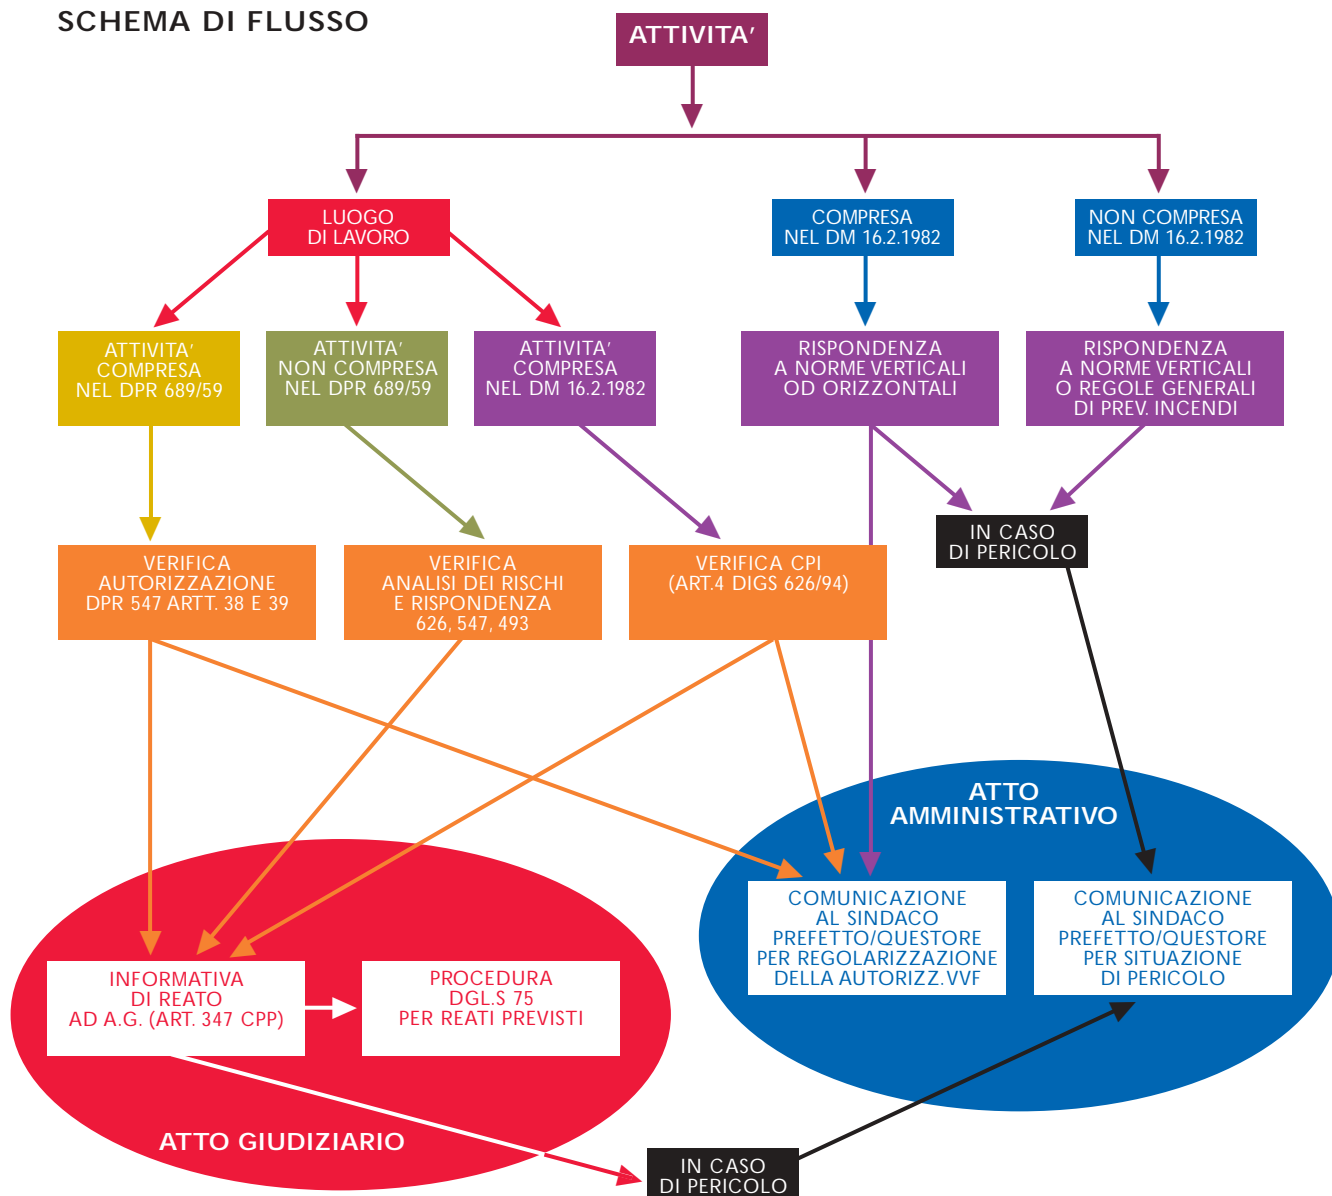 SCHEMA DI FLUSSO
ATTIVITA'
LUOGO
DI LAVORO
COMPRESA
NEL DM 16.2.1982
NON COMPRESA
NEL DM 16.2.1982
ATTIVITA'
COMPRESA
NEL DPR 689/59
ATTIVITA'
NON COMPRESA
NEL DPR 689/59
ATTIVITA'
COMPRESA
NEL DM 16.2.1982
RISPONDENZA
A NORME VERTICALI
OD ORIZZONTALI
RISPONDENZA
A NORME VERTICALI
O REGOLE GENERALI
DI PREV. INCENDI
IN CASO
DI PERICOLO
VERIFICA
AUTORIZZAZIONE
DPR 547 ARTT. 38 E 39
VERIFICA
ANALISI DEI RISCHI
E RISPONDENZA
626, 547, 493
VERIFICA CPI
(ART.4 DIGS 626/94)
ATTO
AMMINISTRATIVO
COMUNICAZIONE
AL SINDACO
PREFETTO/QUESTORE
PER REGOLARIZZAZIONE
DELLA AUTORIZZ. VVF
COMUNICAZIONE
AL SINDACO
PREFETTO/QUESTORE
PER SITUAZIONE
DI PERICOLO
INFORMATIVA
DI REATO
AD A.G. (ART. 347 CPP)
PROCEDURA
DGL.S 75
PER REATI PREVISTI
ATTO GIUDIZIARIO
IN CASO
DI PERICOLO